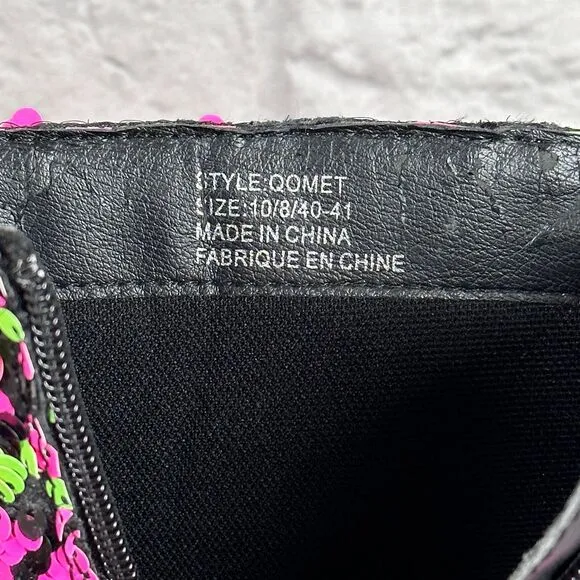 STYLE:QOMET
SIZE:10/8/40-41
MADE IN CHINA
FABRIQUE EN CHINE